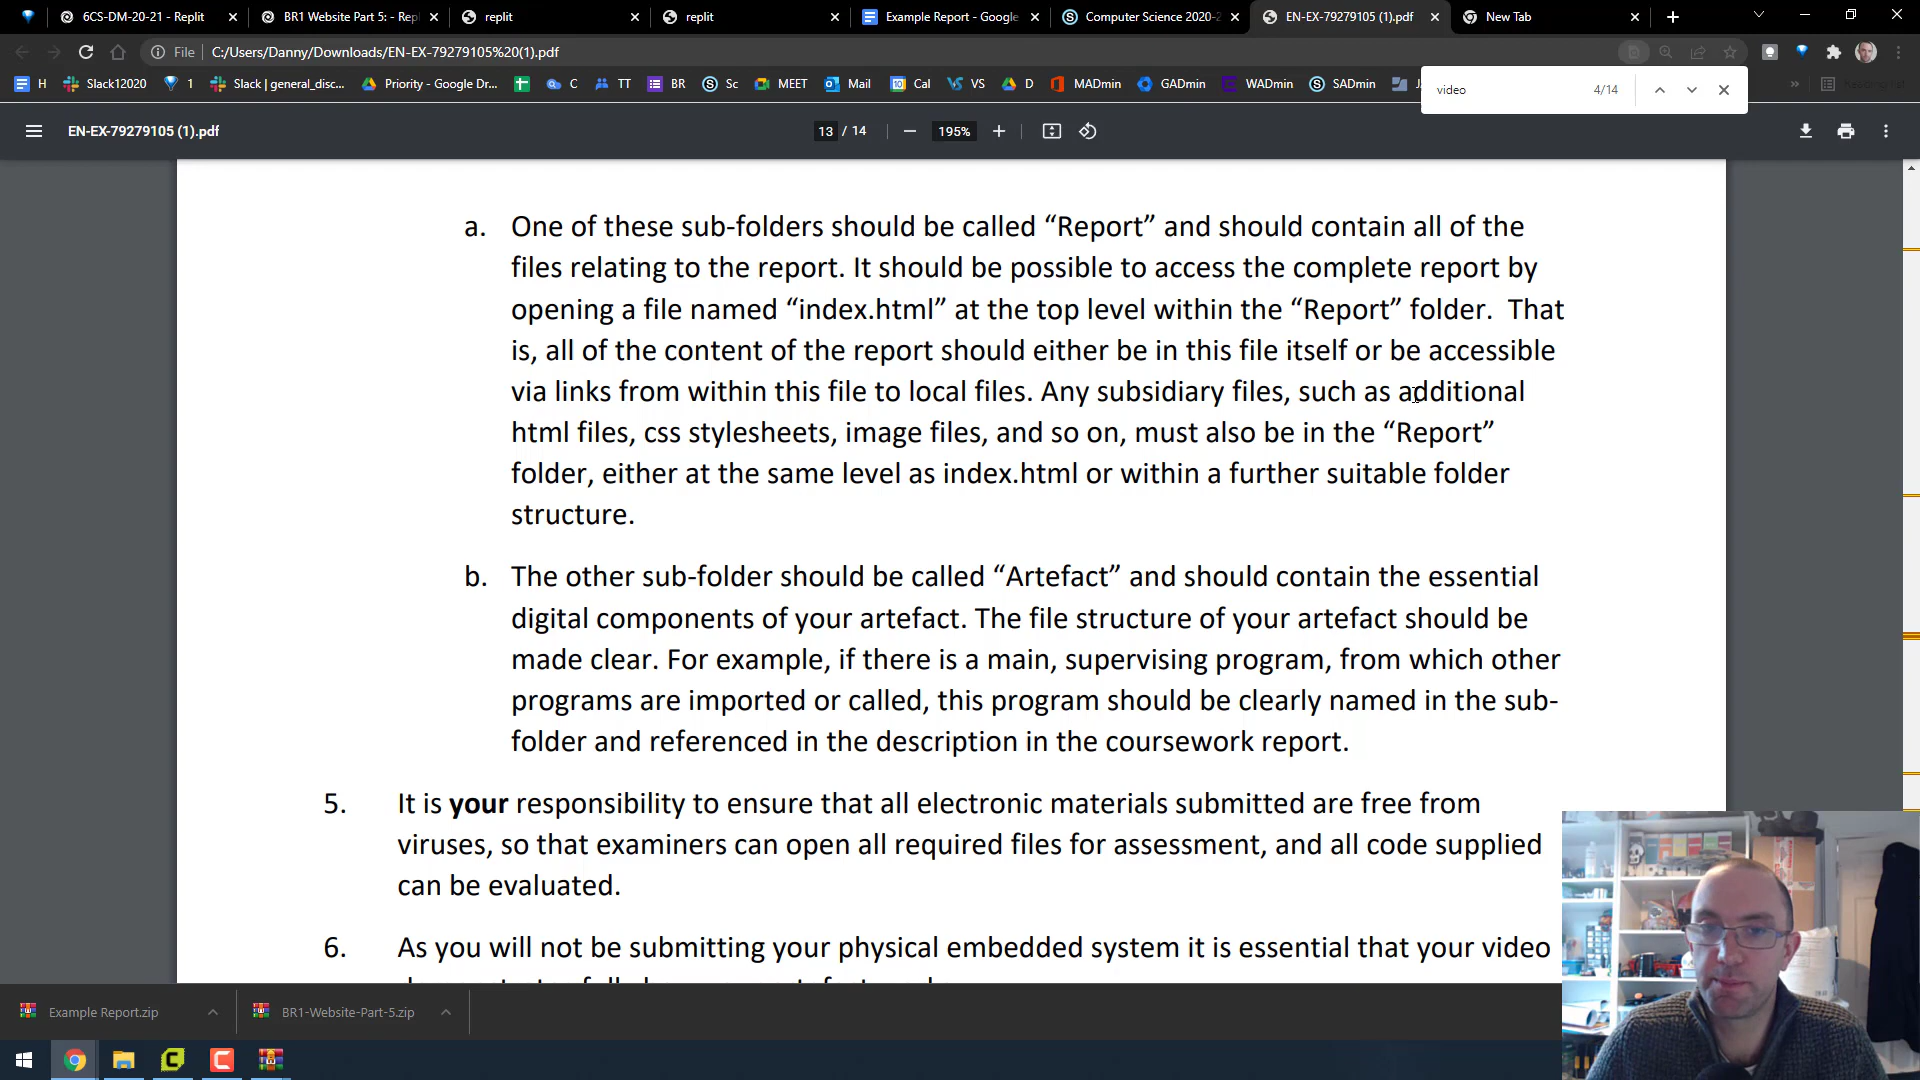 6CS-DM-20-21 - Replit
BR1 Website Part 5: - Rep
replit
replit
Example Report - Google
Computer Science 2020-2
EN-EX-79279105 (1).pdf
New Tab
File
C:/Users/Danny/Downloads/EN-EX-79279105%20(1).pdf
H
Slack12020
1
Slack | general_disc...
Priority - Google Dr...
C
TT
BR
Sc
MEET
Mail
Cal
VS
D
MAdmin
GAdmin
WAdmin
SAdmin
Reading list
video
4/14
EN-EX-79279105 (1).pdf
13 / 14
195%
a. One of these sub-folders should be called “Report” and should contain all of the
files relating to the report. It should be possible to access the complete report by
opening a file named “index.html” at the top level within the “Report” folder. That
is, all of the content of the report should either be in this file itself or be accessible
via links from within this file to local files. Any subsidiary files, such as additional
html files, css stylesheets, image files, and so on, must also be in the “Report”
folder, either at the same level as index.html or within a further suitable folder
structure.
b. The other sub-folder should be called “Artefact” and should contain the essential
digital components of your artefact. The file structure of your artefact should be
made clear. For example, if there is a main, supervising program, from which other
programs are imported or called, this program should be clearly named in the sub-
folder and referenced in the description in the coursework report.
5. It is your responsibility to ensure that all electronic materials submitted are free from
viruses, so that examiners can open all required files for assessment, and all code supplied
can be evaluated.
6. As you will not be submitting your physical embedded system it is essential that your video
Example Report.zip
BR1-Website-Part-5.zip